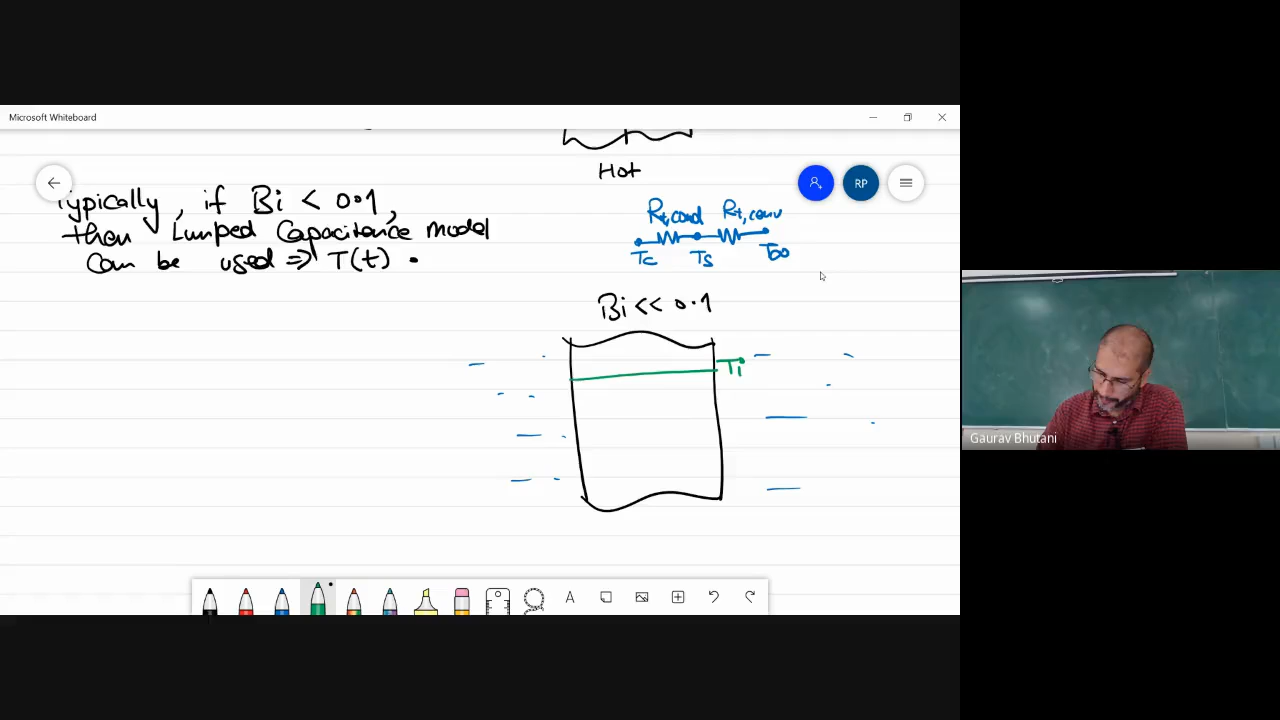 Microsoft Whiteboard
Hot
RP
Typically, if Bi < 0.1,
then Lumped Capacitance model
can be used ⇒ T(t).
Rt,cond Rt,conv
Tc Ts T∞
Bi << 0.1
Ti
Gaurav Bhutani
A